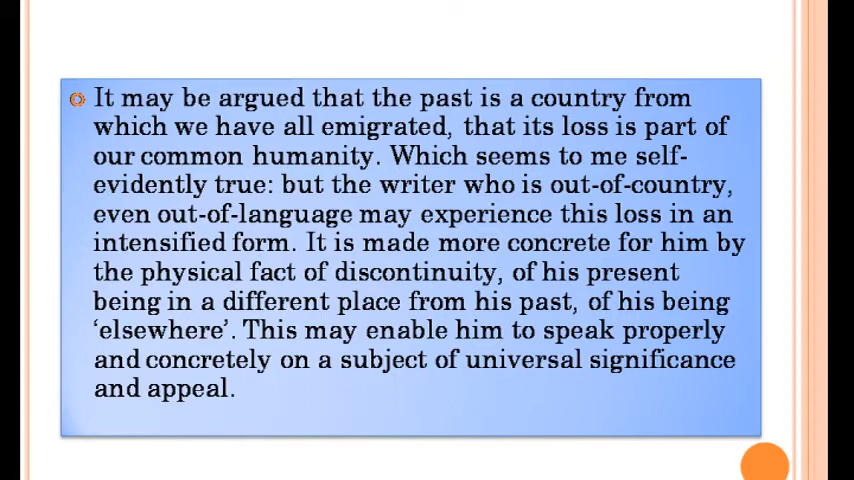 It may be argued that the past is a country from
which we have all emigrated, that its loss is part of
our common humanity. Which seems to me self-
evidently true: but the writer who is out-of-country,
even out-of-language may experience this loss in an
intensified form. It is made more concrete for him by
the physical fact of discontinuity, of his present
being in a different place from his past, of his being
‘elsewhere’. This may enable him to speak properly
and concretely on a subject of universal significance
and appeal.